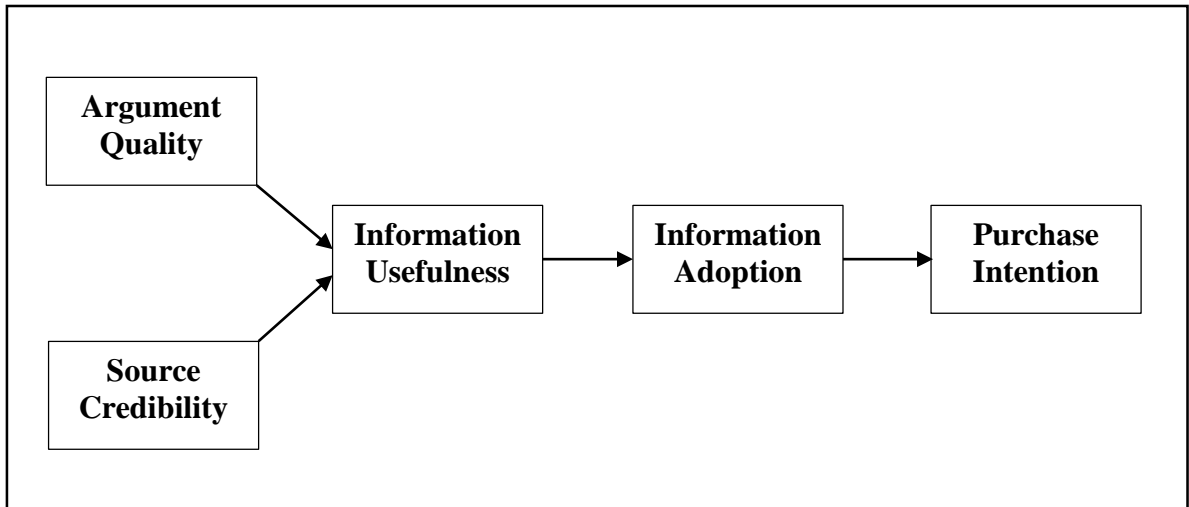 Argument
Quality
Information
Usefulness
Information
Adoption
Purchase
Intention
Source
Credibility